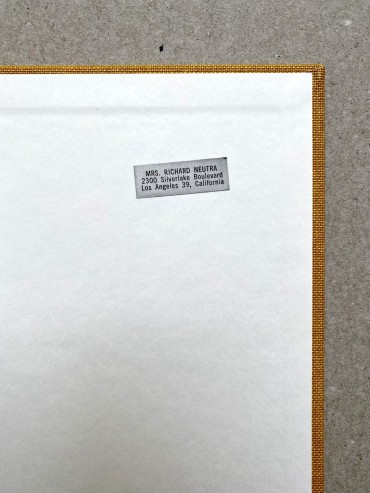 MRS. RICHARD NEUTRA
2300 Silverlake Boulevard
Los Angeles 39, California